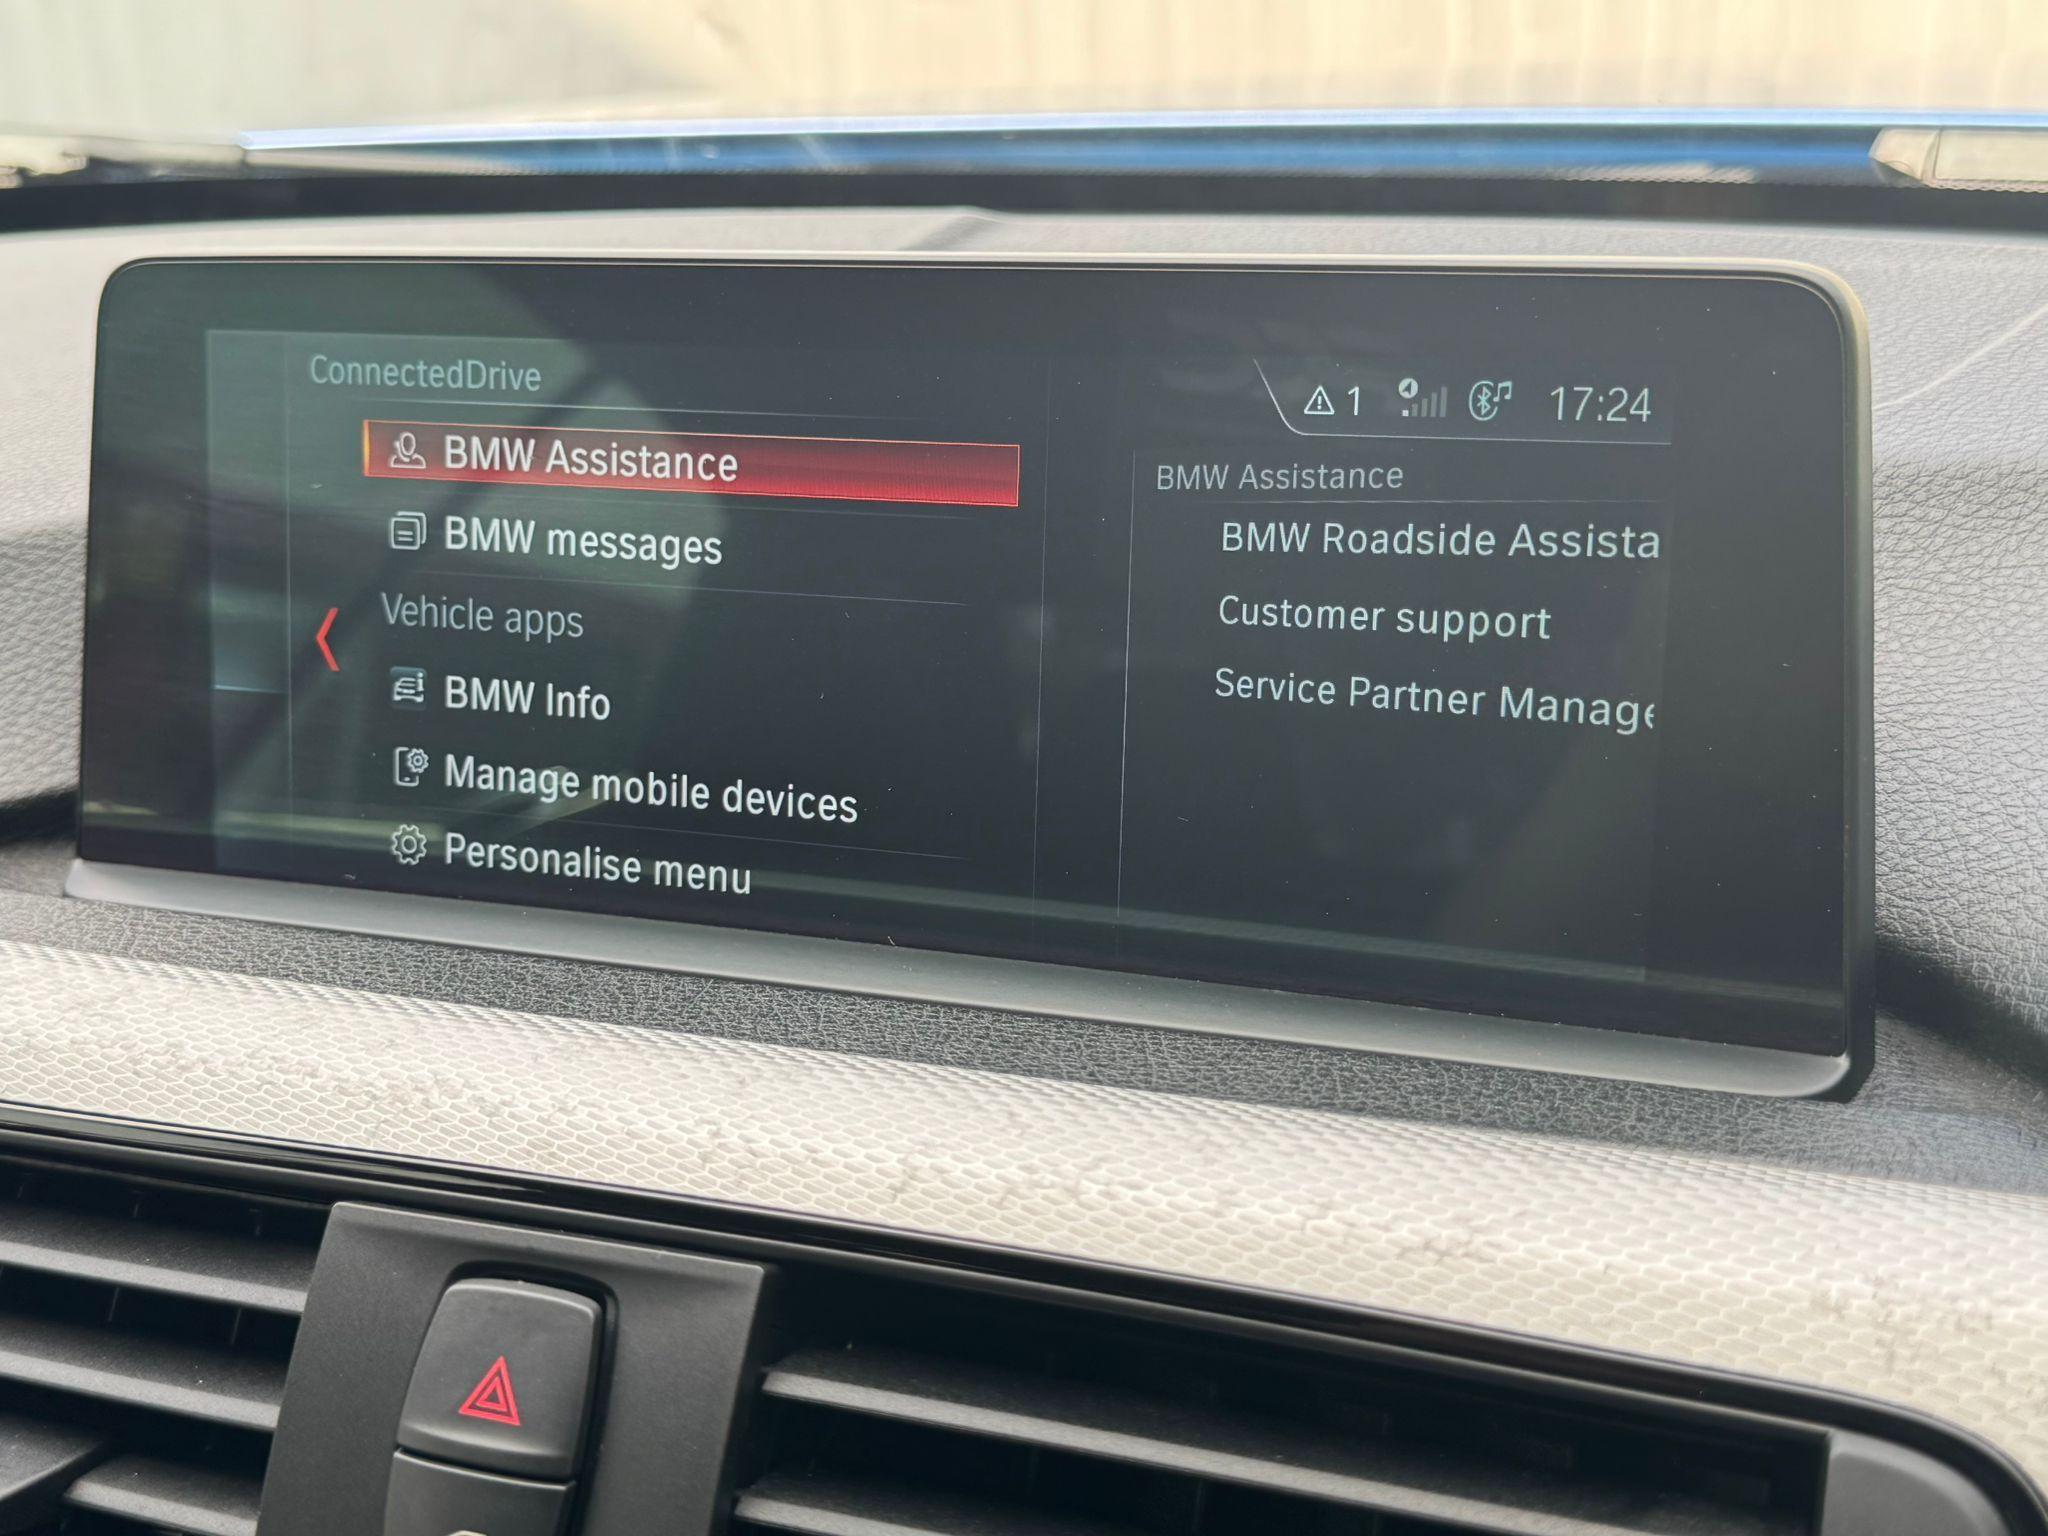 ConnectedDrive
BMW Assistance
BMW messages
Vehicle apps
BMW Info
Manage mobile devices
Personalise menu
1 17:24
BMW Assistance
BMW Roadside Assista
Customer support
Service Partner Manage